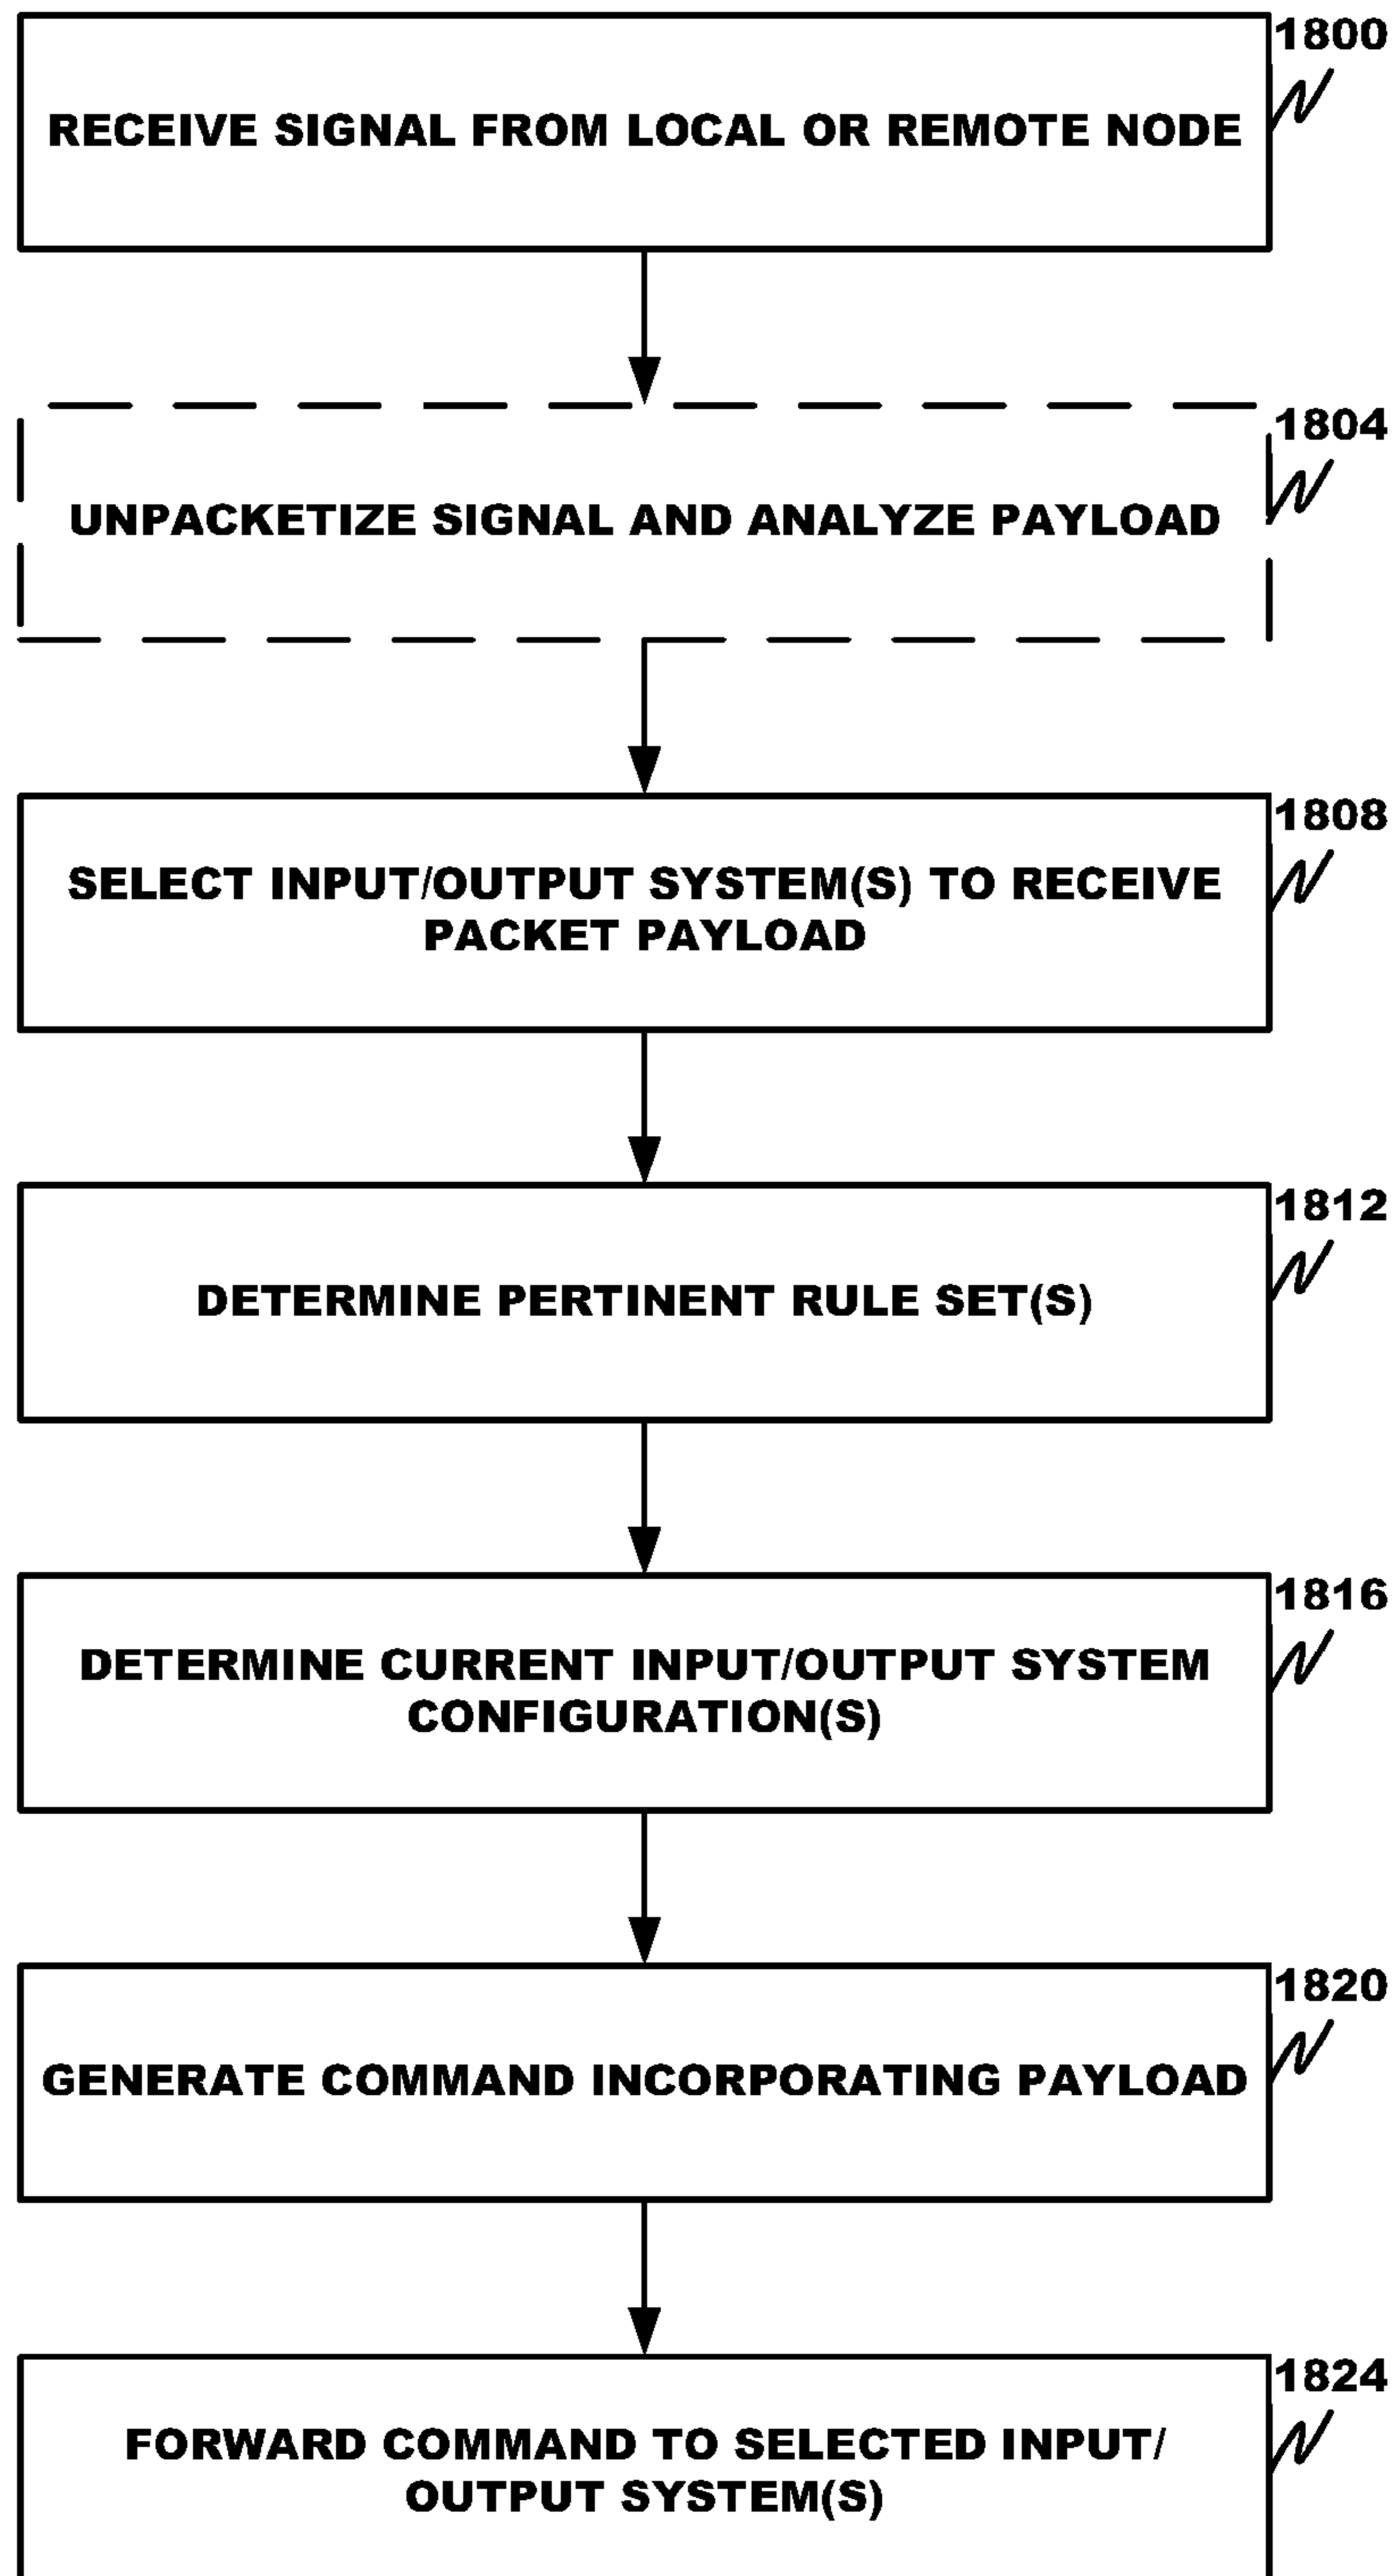 1800
RECEIVE SIGNAL FROM LOCAL OR REMOTE NODE
1804
UNPACKETIZE SIGNAL AND ANALYZE PAYLOAD
1808
SELECT INPUT/OUTPUT SYSTEM(S) TO RECEIVE
PACKET PAYLOAD
1812
DETERMINE PERTINENT RULE SET(S)
1816
DETERMINE CURRENT INPUT/OUTPUT SYSTEM
CONFIGURATION(S)
1820
GENERATE COMMAND INCORPORATING PAYLOAD
1824
FORWARD COMMAND TO SELECTED INPUT/
OUTPUT SYSTEM(S)